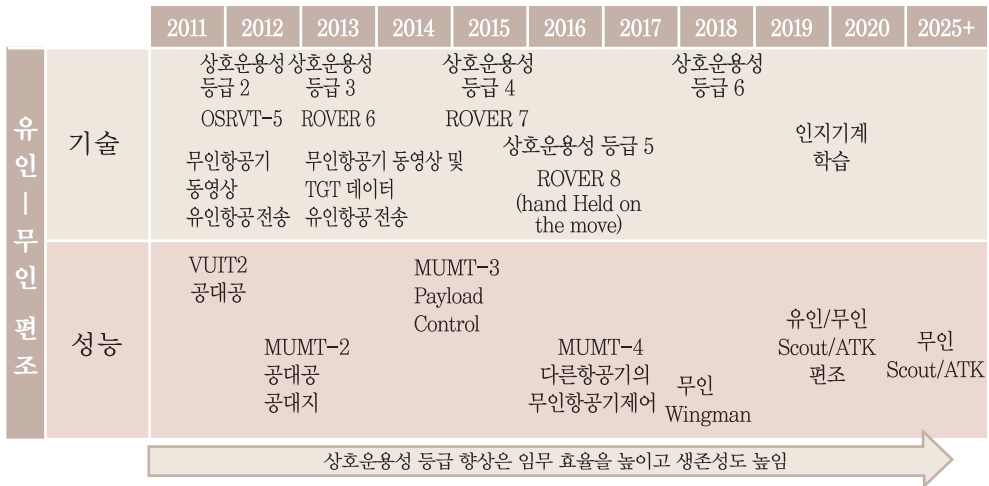 2011 2012 2013 2014 2015 2016 2017 2018 2019 2020 2025+
유인-무인 편조
기술
상호운용성
등급 2
OSRVT-5
무인항공기
동영상
유인항공 전송
상호운용성
등급 3
ROVER 6
무인항공기 동영상 및
TGT 데이터
유인항공 전송
상호운용성
등급 4
ROVER 7
상호운용성 등급 5
ROVER 8
(hand Held on
the move)
상호운용성
등급 6
인지기계
학습
성능
VUIT2
공대공
MUMT-2
공대공
공대지
MUMT-3
Payload
Control
MUMT-4
다른항공기의
무인항공기제어
무인
Wingman
유인/무인
Scout/ATK
편조
무인
Scout/ATK
상호운용성 등급 향상은 임무 효율을 높이고 생존성도 높임